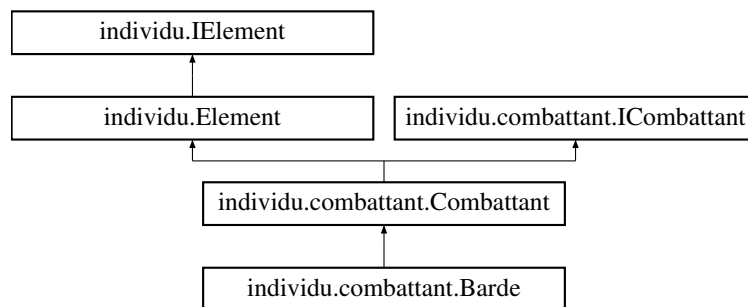 individu.IElement
individu.Element
individu.combattant.ICombattant
individu.combattant.Combattant
individu.combattant.Barde